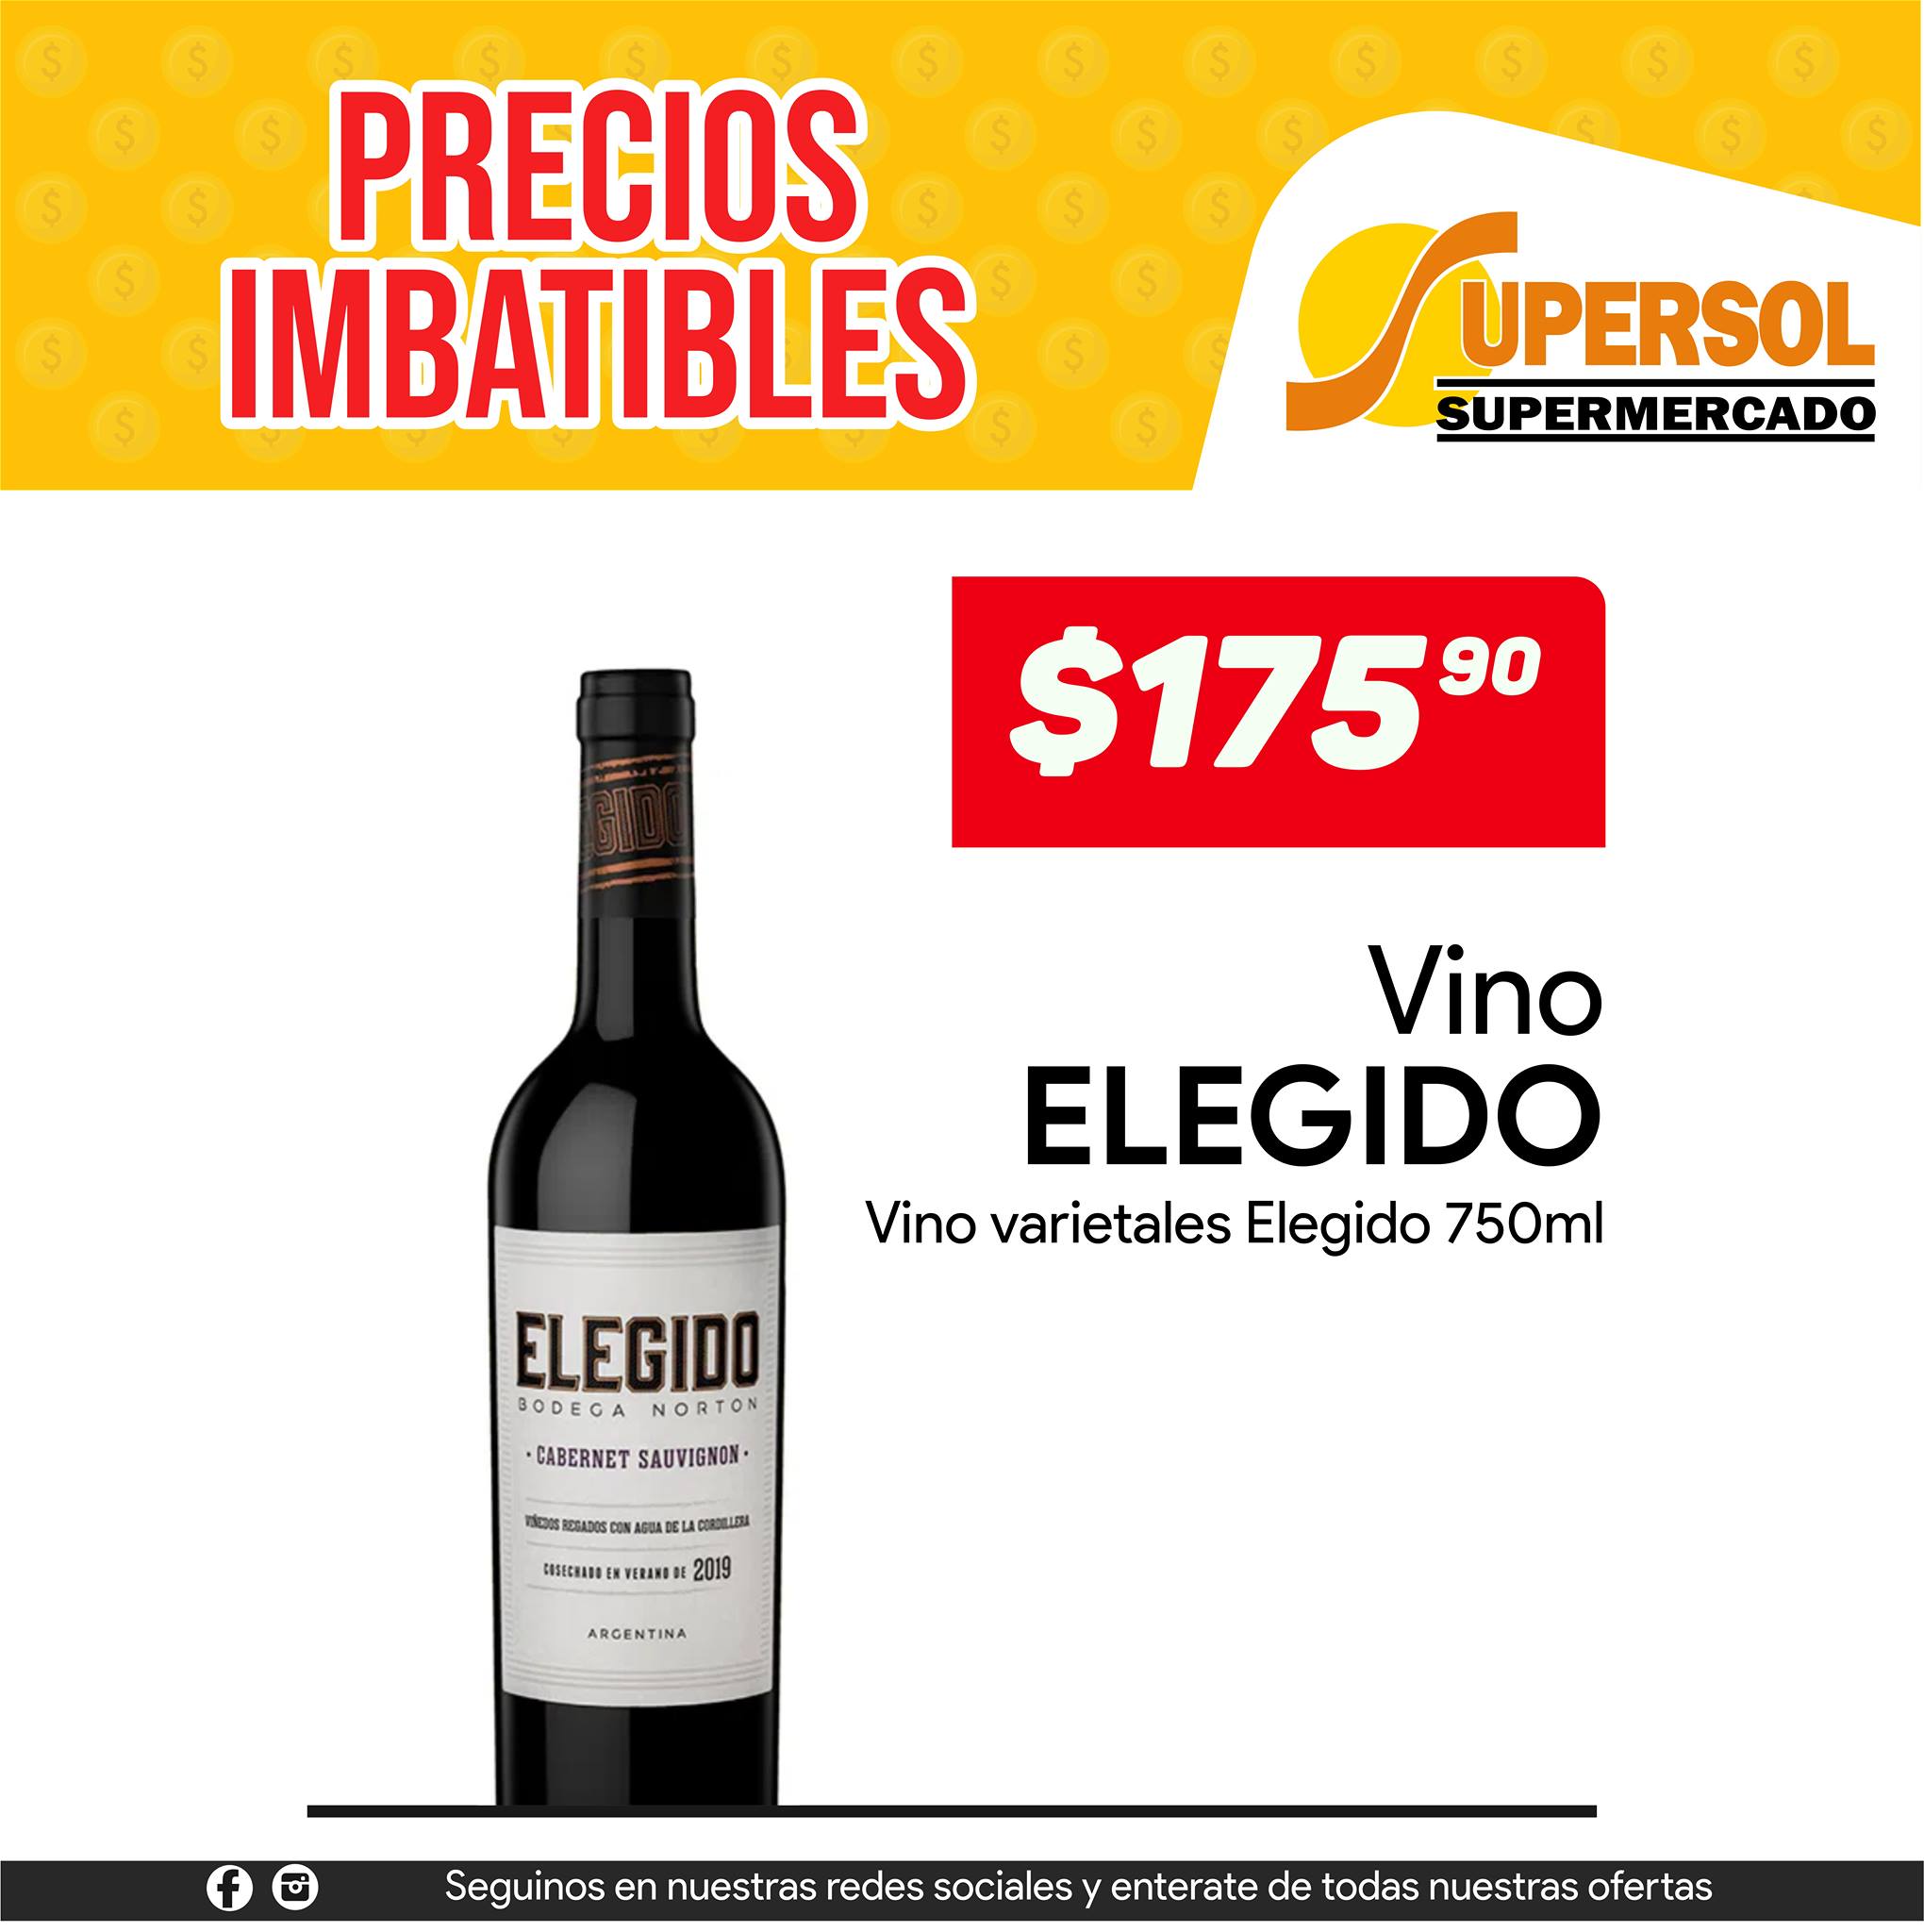 PRECIOS
IMBATIBLES
SUPERSOL
SUPERMERCADO
$175 90
Vino
ELEGIDO
Vino varietales Elegido 750ml
EGIDO
ELEGIDO
BODEGA NORTON
• CABERNET SAUVIGNON •
VIÑEDOS REGADOS CON AGUA DE LA CORDILLERA
COSECHADO EN VERANO DE 2019
ARGENTINA
Seguinos en nuestras redes sociales y enterate de todas nuestras ofertas